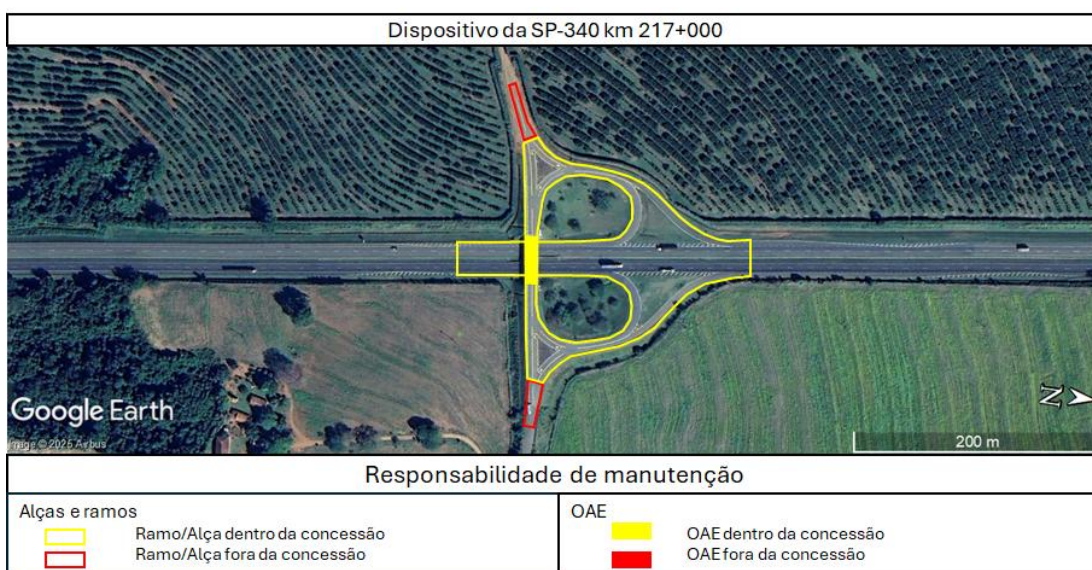 Dispositivo da SP-340 km 217+000
Google Earth
Image © 2025 Airbus
N
200 m
Responsabilidade de manutenção
Alças e ramos
Ramo/Alça dentro da concessão
Ramo/Alça fora da concessão
OAE
OAE dentro da concessão
OAE fora da concessão